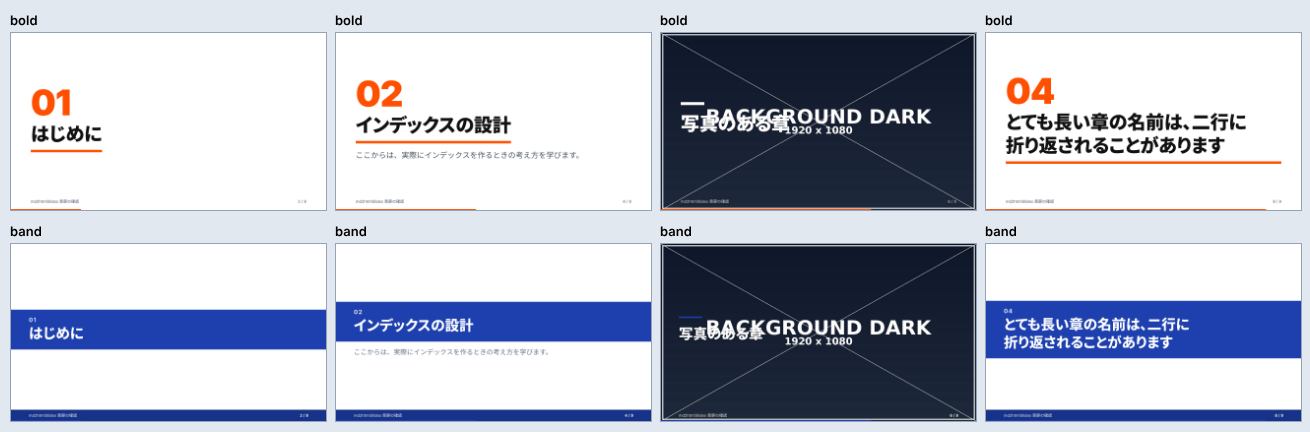 bold
bold
bold
bold
01
はじめに
02
インデックスの設計
ここからは、実際にインデックスを作るときの考え方を学びます。
BACKGROUND DARK
写真のある章
1920 x 1080
04
とても長い章の名前は、二行に
折り返されることがあります
band
band
band
band
01
はじめに
02
インデックスの設計
ここからは、実際にインデックスを作るときの考え方を学びます。
BACKGROUND DARK
写真のある章
1920 x 1080
04
とても長い章の名前は、二行に
折り返されることがあります